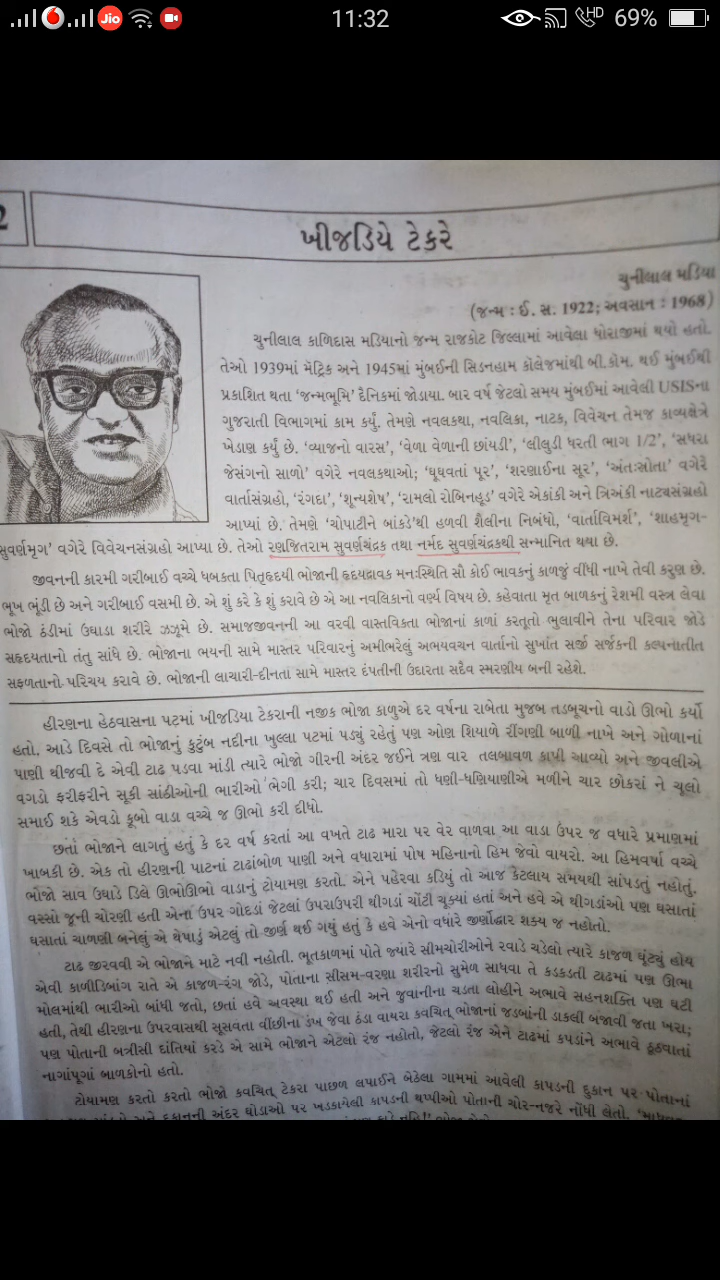 11:32
HD 69%
Jio
2
ખીજડિયે ટેકરે
ચુનીલાલ મડિયા
(જન્મ : ઈ. સ. 1922; અવસાન : 1968)
ચુનીલાલ કાળિદાસ મડિયાનો જન્મ રાજકોટ જિલ્લામાં આવેલા ધોરાજીમાં થયો હતો.
તેઓ 1939માં મૅટ્રિક અને 1945માં મુંબઈની સિડનહામ કૉલેજમાંથી બી.કોમ. થઈ મુંબઈથી
પ્રકાશિત થતા ‘જન્મભૂમિ’ દૈનિકમાં જોડાયા. બાર વર્ષ જેટલો સમય મુંબઈમાં આવેલી USISના
ગુજરાતી વિભાગમાં કામ કર્યું. તેમણે નવલકથા, નવલિકા, નાટક, વિવેચન તેમજ કાવ્યક્ષેત્રે
ખેડાણ કર્યું છે. ‘વ્યાજનો વારસ’, ‘વેળા વેળાની છાંયડી’, ‘લીલુડી ધરતી ભાગ 1/2’, ‘સધરા
જેસંગનો સાળો’ વગેરે નવલકથાઓ; ‘ઘૂઘવતાં પૂર’, ‘શરણાઈના સૂર’, ‘અંતઃસ્રોતા’ વગેરે
વાર્તાસંગ્રહો, ‘રંગદા’, ‘શૂન્યશેષ’, ‘રામલો રોબિનહૂડ’ વગેરે એકાંકી અને ત્રિઅંકી નાટ્યસંગ્રહો
આપ્યાં છે. તેમણે ‘ચોપાટીને બાંકડે’થી હળવી શૈલીના નિબંધો, ‘વાર્તાવિમર્શ’, ‘શાહમૃગ-
સુવર્ણમૃગ’ વગેરે વિવેચનસંગ્રહો આપ્યા છે. તેઓ રણજિતરામ સુવર્ણચંદ્રક તથા નર્મદ સુવર્ણચંદ્રકથી સન્માનિત થયા છે.
જીવનની કારમી ગરીબાઈ વચ્ચે ધબકતા પિતૃહૃદયી ભોજાની હૃદયદ્રાવક મનઃસ્થિતિ સૌ કોઈ ભાવકનું કાળજું વીંધી નાખે તેવી કરુણ છે.
ભૂખ ભૂંડી છે અને ગરીબાઈ વસમી છે. એ શું કરે કે શું કરાવે છે એ આ નવલિકાનો વર્ણ્ય વિષય છે. કહેવાતા મૃત બાળકનું રેશમી વસ્ત્ર લેવા
ભોજો ઠંડીમાં ઉઘાડા શરીરે ઝઝૂમે છે. સમાજજીવનની આ વરવી વાસ્તવિકતા ભોજાનાં કાળાં કરતૂતો ભુલાવીને તેના પરિવાર જોડે
સહૃદયતાનો તંતુ સાંધે છે. ભોજાના ભયની સામે માસ્તર પરિવારનું અમીભરેલું અભયવચન વાર્તાનો સુખાંત સર્જી સર્જકની કલ્પનાતીત
સફળતાનો પરિચય કરાવે છે. ભોજાની લાચારી-દીનતા સામે માસ્તર દંપતીની ઉદારતા સદૈવ સ્મરણીય બની રહેશે.
હીરણના હેઠવાસના પટમાં ખીજડિયા ટેકરાની નજીક ભોજા કાળુએ દર વર્ષના રાબેતા મુજબ તડબૂચનો વાડો ઊભો કર્યો
હતો. આડે દિવસે તો ભોજાનું કુટુંબ નદીના ખુલ્લા પટમાં પડ્યું રહેતું પણ ઓણ શિયાળે રીંગણી બાળી નાખે અને ગોળાનાં
પાણી થીજવી દે એવી ટાઢ પડવા માંડી ત્યારે ભોજો ગીરની અંદર જઈને ત્રણ વાર તલબાવળ કાપી આવ્યો અને જીવલીએ
વગડો ફરીફરીને સૂકી સાંઠીઓની ભારીઓ ભેગી કરી; ચાર દિવસમાં તો ધણી-ધણિયાણીએ મળીને ચાર છોકરાં ને ચૂલો
સમાઈ શકે એવડો કૂબો વાડા વચ્ચે જ ઊભો કરી દીધો.
છતાં ભોજાને લાગતું હતું કે દર વર્ષ કરતાં આ વખતે ટાઢ મારા પર વેર વાળવા આ વાડા ઉપર જ વધારે પ્રમાણમાં
ખાબકી છે. એક તો હીરણની પાટનાં ટાઢાંબોળ પાણી અને વધારામાં પોષ મહિનાનો હિમ જેવો વાયરો. આ હિમવર્ષા વચ્ચે
ભોજો સાવ ઉઘાડે ડિલે ઊભોઊભો વાડાનું ટોયામણ કરતો. એને પહેરવા કડિયું તો આજ કેટલાય સમયથી સાંપડતું નહોતું.
વરસો જૂની ચોરણી હતી એના ઉપર ગોદડાં જેટલાં ઉપરાઉપરી થીગડાં ચોંટી ચૂક્યાં હતાં અને હવે એ થીગડાંઓ પણ ઘસાતાં
ઘસાતાં ચાળણી બનેલું એ થેપાડું એટલું તો જીર્ણ થઈ ગયું હતું કે હવે એનો વધારે જીર્ણોદ્ધાર શક્ય જ નહોતો.
ટાઢ જીરવવી એ ભોજાને માટે નવી નહોતી. ભૂતકાળમાં પોતે જ્યારે સીમચોરીઓને રવાડે ચડેલો ત્યારે કાજળ ઘૂંટ્યું હોય
એવી કાળીડિબાંગ રાતે એ કાજળ-રંગ જોડે, પોતાના સીસમ-વરણા શરીરનો સુમેળ સાધવા તે કડકડતી ટાઢમાં પણ ઊભા
મોલમાંથી ભારીઓ બાંધી જતો, છતાં હવે અવસ્થા થઈ હતી અને જુવાનીના ચડતા લોહીને અભાવે સહનશક્તિ પણ ઘટી
હતી, તેથી હીરણના ઉપરવાસથી સૂસવતા વીંછીના ડંખ જેવા ઠંડા વાયરા કવચિત્ ભોજાનાં જડબાંની ડાકલી બજાવી જતા ખરા;
પણ પોતાની બત્રીસી દાંતિયાં કરડે એ સામે ભોજાને એટલો રંજ નહોતો, જેટલો રંજ એને ટાઢમાં કપડાંને અભાવે ઠૂંઠવાતાં
નાગાંપૂગાં બાળકોનો હતો.
ટોયામણ કરતો કરતો ભોજો કવચિત્ ટેકરા પાછળ લપાઈને બેઠેલા ગામમાં આવેલી કાપડની દુકાન પર પોતાનાં
અને દુકાનની અંદર ઘોડાઓ પર ખડકાયેલી કાપડની થપ્પીઓ પોતાની ચોર-નજરે નોંધી લેતો.